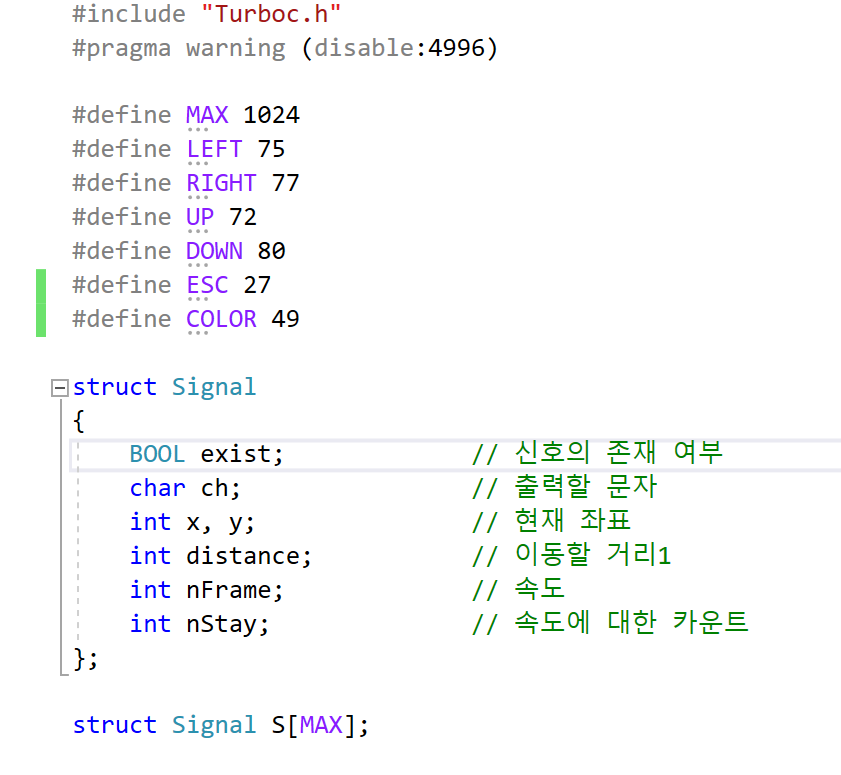 #include "Turboc.h"
#pragma warning (disable:4996)
#define MAX 1024
#define LEFT 75
#define RIGHT 77
#define UP 72
#define DOWN 80
#define ESC 27
#define COLOR 49
struct Signal
{
BOOL exist; // 신호의 존재 여부
char ch; // 출력할 문자
int x, y; // 현재 좌표
int distance; // 이동할 거리1
int nFrame; // 속도
int nStay; // 속도에 대한 카운트
};
struct Signal S[MAX];